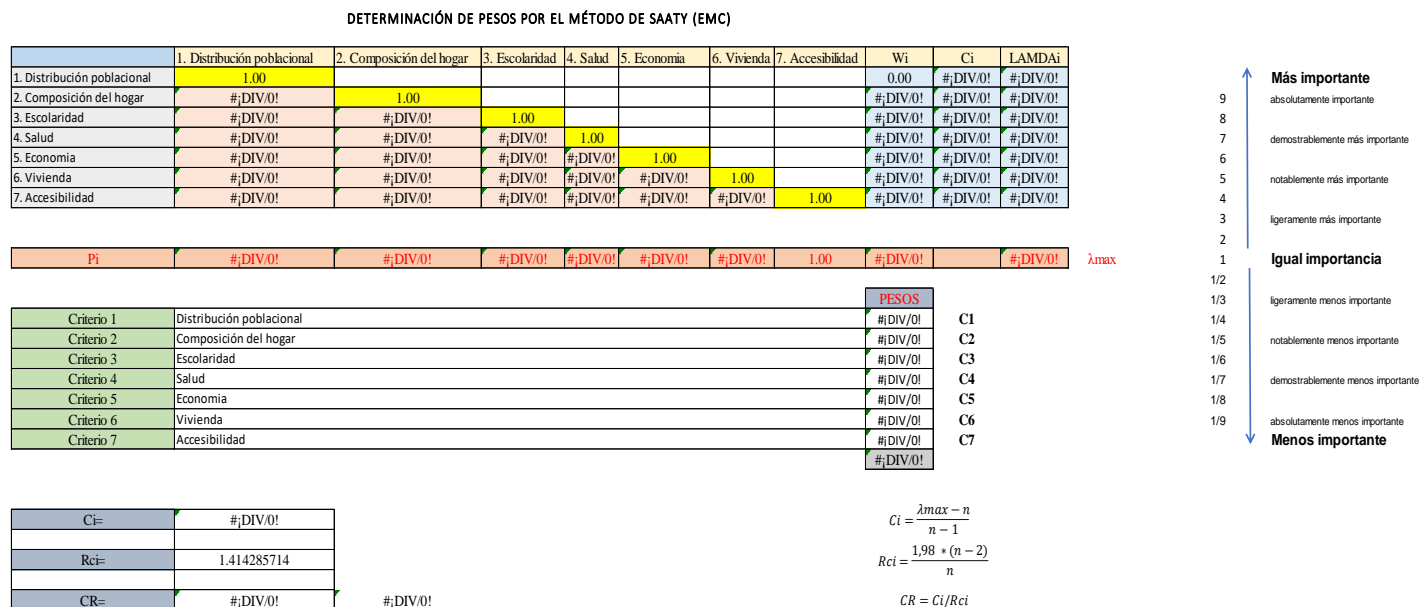 DETERMINACIÓN DE PESOS POR EL MÉTODO DE SAATY (EMC)
1. Distribución poblacional 2. Composición del hogar 3. Escolaridad 4. Salud 5. Economia 6. Vivienda 7. Accesibilidad Wi Ci LAMDAi
1. Distribución poblacional 1.00 0.00 #¡DIV/0! #¡DIV/0!
2. Composición del hogar #¡DIV/0! 1.00 #¡DIV/0! #¡DIV/0! #¡DIV/0!
3. Escolaridad #¡DIV/0! #¡DIV/0! 1.00 #¡DIV/0! #¡DIV/0! #¡DIV/0!
4. Salud #¡DIV/0! #¡DIV/0! #¡DIV/0! 1.00 #¡DIV/0! #¡DIV/0! #¡DIV/0!
5. Economia #¡DIV/0! #¡DIV/0! #¡DIV/0! #¡DIV/0! 1.00 #¡DIV/0! #¡DIV/0! #¡DIV/0!
6. Vivienda #¡DIV/0! #¡DIV/0! #¡DIV/0! #¡DIV/0! #¡DIV/0! 1.00 #¡DIV/0! #¡DIV/0! #¡DIV/0!
7. Accesibilidad #¡DIV/0! #¡DIV/0! #¡DIV/0! #¡DIV/0! #¡DIV/0! #¡DIV/0! 1.00 #¡DIV/0! #¡DIV/0! #¡DIV/0!
Pi #¡DIV/0! #¡DIV/0! #¡DIV/0! #¡DIV/0! #¡DIV/0! #¡DIV/0! 1.00 #¡DIV/0! #¡DIV/0! λmax
PESOS
Criterio 1 Distribución poblacional #¡DIV/0! C1
Criterio 2 Composición del hogar #¡DIV/0! C2
Criterio 3 Escolaridad #¡DIV/0! C3
Criterio 4 Salud #¡DIV/0! C4
Criterio 5 Economia #¡DIV/0! C5
Criterio 6 Vivienda #¡DIV/0! C6
Criterio 7 Accesibilidad #¡DIV/0! C7
#¡DIV/0!
Ci= #¡DIV/0!
Rci= 1.414285714
CR= #¡DIV/0! #¡DIV/0!
Ci = λmax − n / n − 1
Rci = 1,98 * (n − 2) / n
CR = Ci/Rci
Más importante
9 absolutamente importante
8
7 demostrablemente más importante
6
5 notablemente más importante
4
3 ligeramente más importante
2
1 Igual importancia
1/2
1/3 ligeramente menos importante
1/4
1/5 notablemente menos importante
1/6
1/7 demostrablemente menos importante
1/8
1/9 absolutamente menos importante
Menos importante